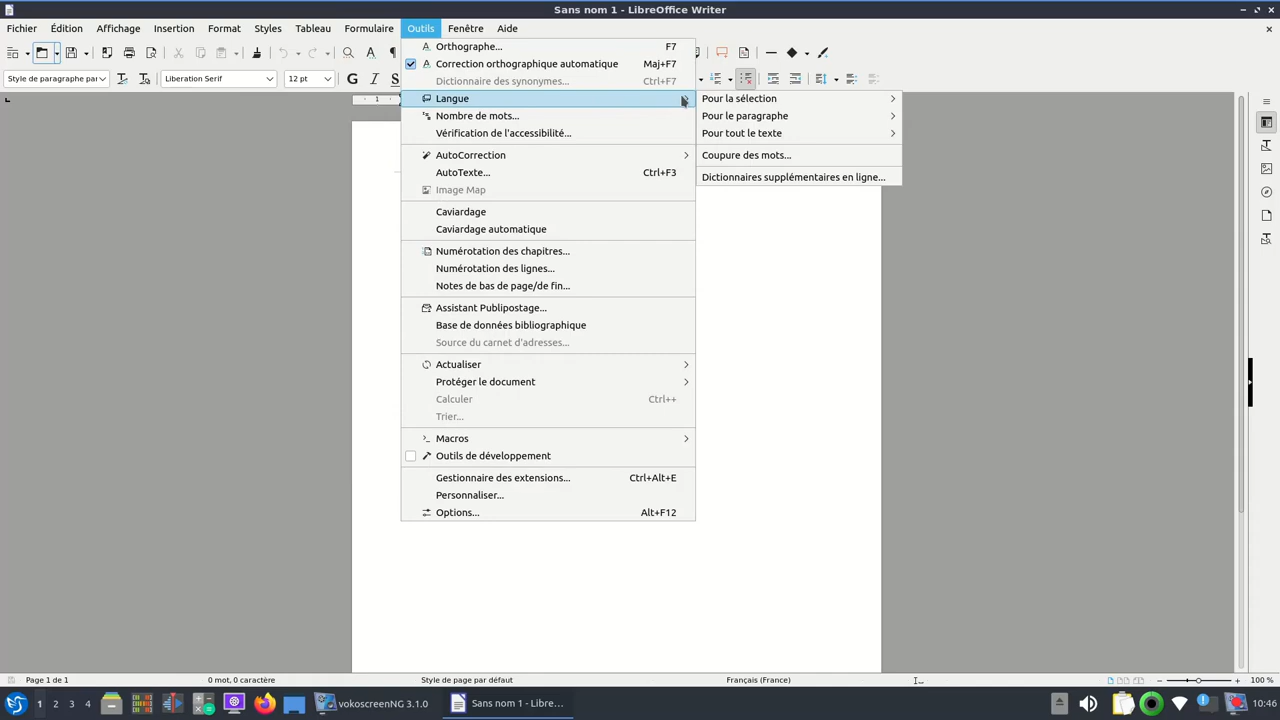 Sans nom 1 - LibreOffice Writer
Fichier Édition Affichage Insertion Format Styles Tableau Formulaire Outils Fenêtre Aide
Style de paragraphe par Liberation Serif 12 pt G I S
1
Orthographe... F7
Correction orthographique automatique Maj+F7
Dictionnaire des synonymes... Ctrl+F7
Langue
Nombre de mots...
Vérification de l'accessibilité...
AutoCorrection
AutoTexte... Ctrl+F3
Image Map
Caviardage
Caviardage automatique
Numérotation des chapitres...
Numérotation des lignes...
Notes de bas de page/de fin...
Assistant Publipostage...
Base de données bibliographique
Source du carnet d'adresses...
Actualiser
Protéger le document
Calculer Ctrl++
Trier...
Macros
Outils de développement
Gestionnaire des extensions... Ctrl+Alt+E
Personnaliser...
Options... Alt+F12
Pour la sélection
Pour le paragraphe
Pour tout le texte
Coupure des mots...
Dictionnaires supplémentaires en ligne...
Page 1 de 1 0 mot, 0 caractère Style de page par défaut Français (France) 100 %
1 2 3 4 vokoscreenNG 3.1.0 Sans nom 1 - Libre... 10:46